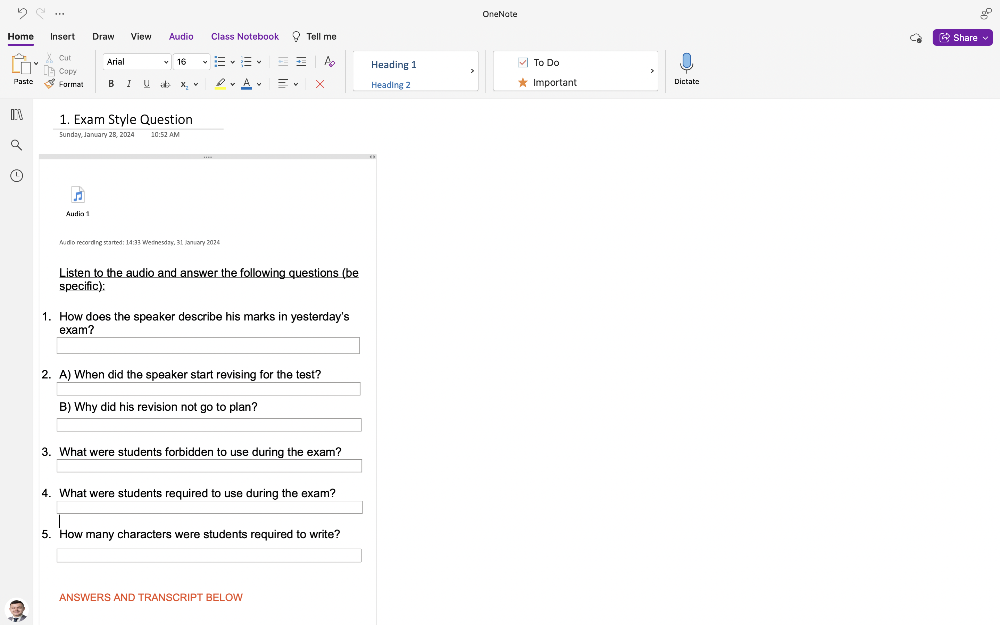 OneNote
Home Insert Draw View Audio Class Notebook Tell me
Share
Paste
Cut
Copy
Format
Arial 16
B I U ab x2 A
Heading 1
Heading 2
To Do
Important
Dictate
1. Exam Style Question
Sunday, January 28, 2024 10:52 AM
Audio 1
Audio recording started: 14:33 Wednesday, 31 January 2024
Listen to the audio and answer the following questions (be
specific):
1. How does the speaker describe his marks in yesterday’s
exam?
2. A) When did the speaker start revising for the test?
B) Why did his revision not go to plan?
3. What were students forbidden to use during the exam?
4. What were students required to use during the exam?
5. How many characters were students required to write?
ANSWERS AND TRANSCRIPT BELOW